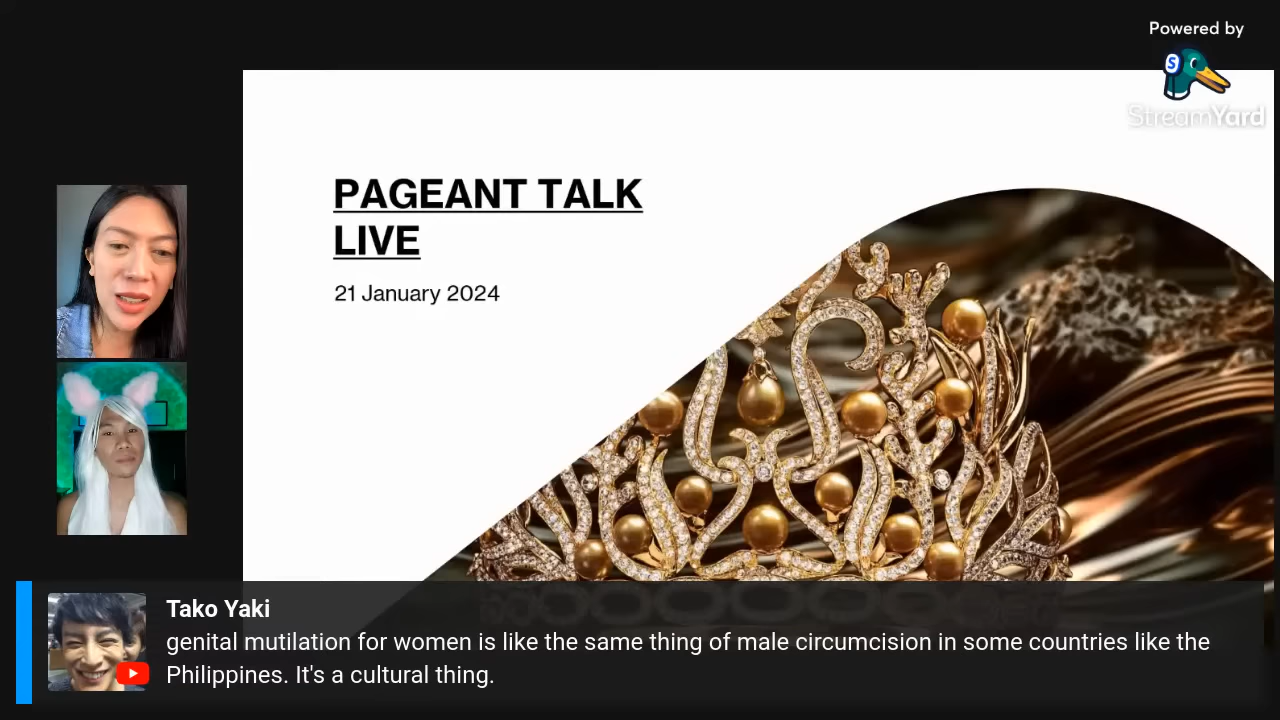 Powered by
S
StreamYard
PAGEANT TALK
LIVE
21 January 2024
Tako Yaki
genital mutilation for women is like the same thing of male circumcision in some countries like the
Philippines. It's a cultural thing.